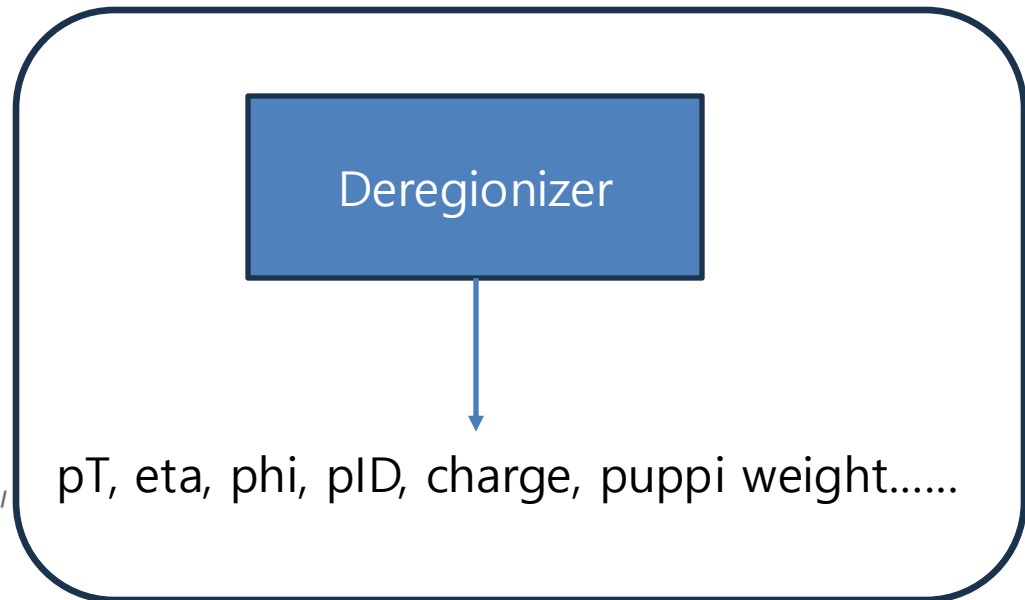 Deregionizer
pT, eta, phi, pID, charge, puppi weight......